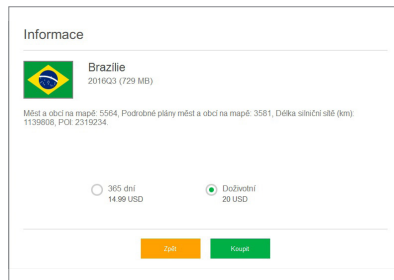 Informace
Brazílie
2016Q3 (729 MB)
Měst a obcí na mapě: 5564, Podrobné plány měst a obcí na mapě: 3581, Délka silniční sítě (km):
1139808, POI: 2319234.
365 dní
14.99 USD
Doživotní
20 USD
Zpět
Koupit